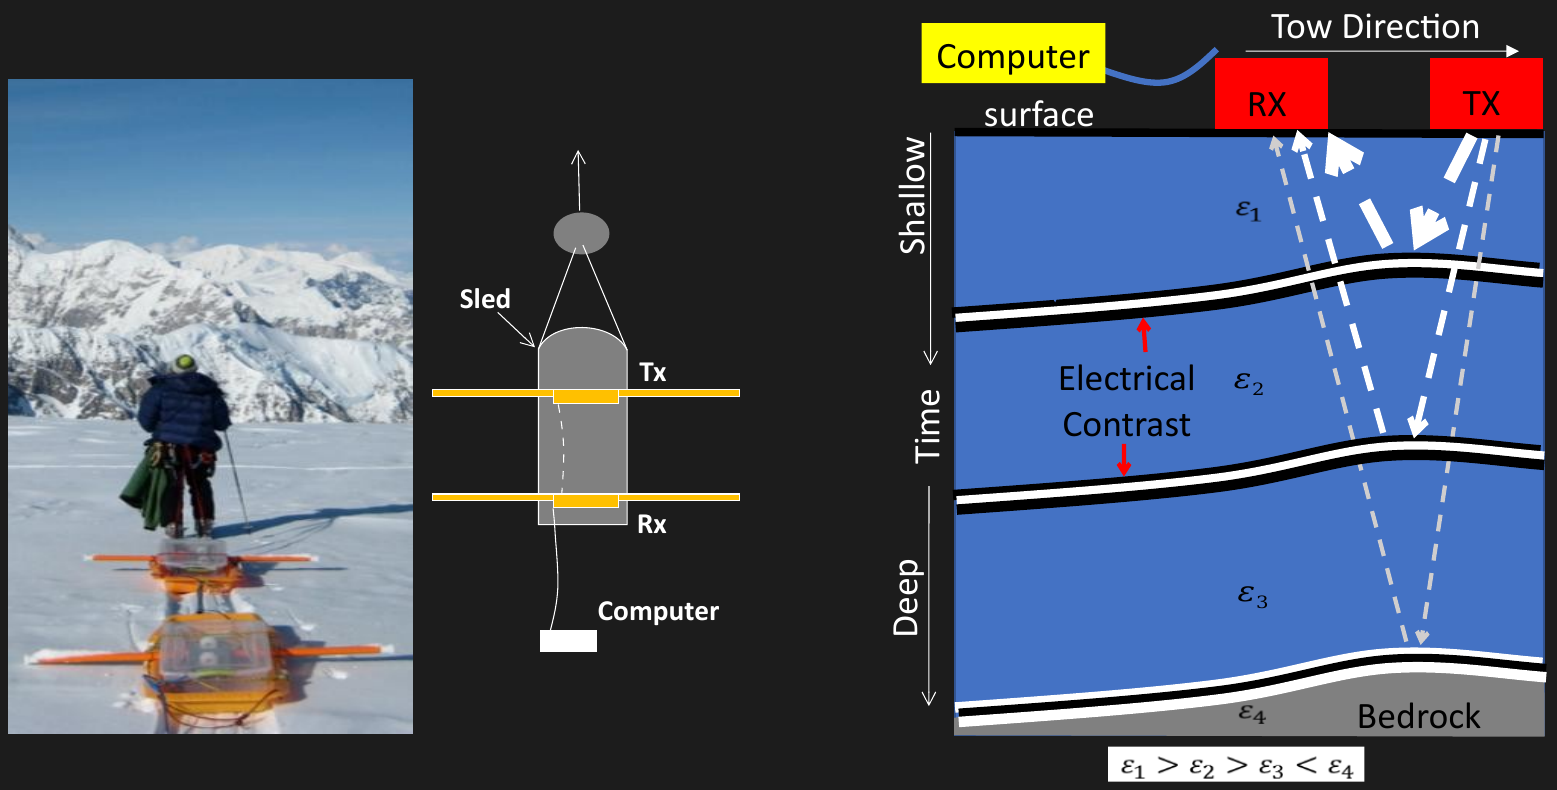 Sled
Tx
Rx
Computer
Computer
Tow Direction
RX
TX
surface
Shallow
Time
Deep
ε₁
Electrical
Contrast
ε₂
ε₃
ε₄
Bedrock
ε₁ > ε₂ > ε₃ < ε₄